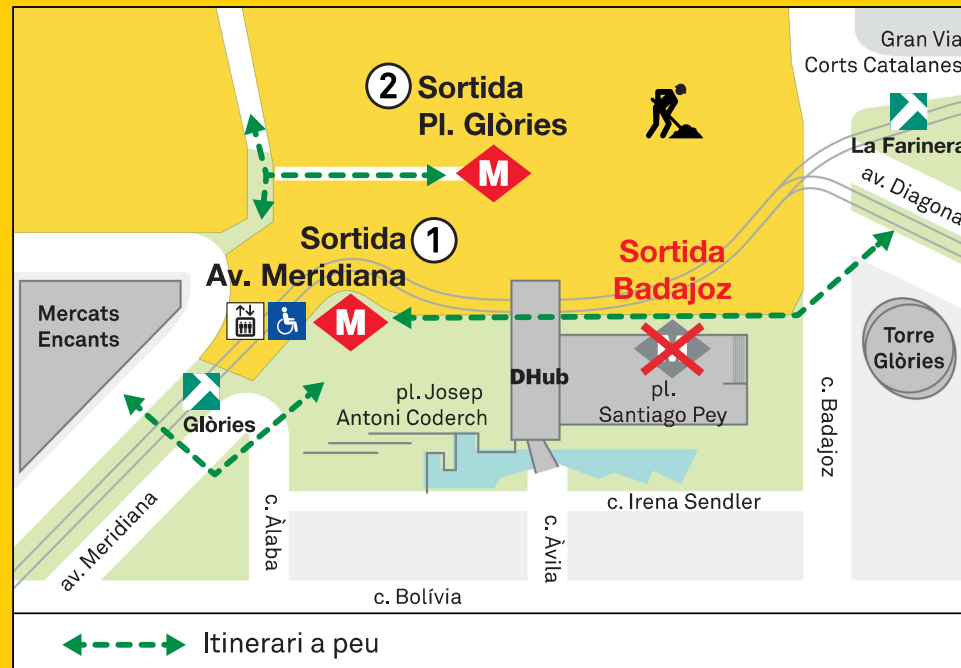 Gran Via
Corts Catalanes
2 Sortida
Pl. Glòries
M
La Farinera
av. Diagonal
Sortida 1
Av. Meridiana
M
Sortida
Badajoz
Mercats
Encants
Torre
Glòries
DHub
pl. Josep
Antoni Coderch
pl.
Santiago Pey
Glòries
c. Badajoz
c. Irena Sendler
av. Meridiana
c. Àlaba
c. Àvila
c. Bolívia
Itinerari a peu